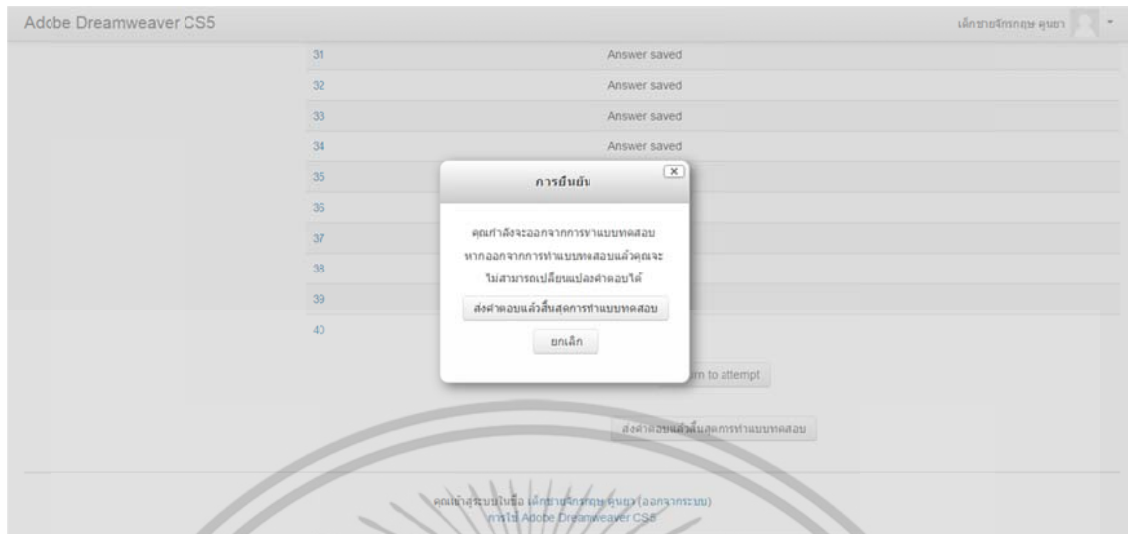 Adobe Dreamweaver CS5
เด็กชายจักรกฤษ คุนยา
31 Answer saved
32 Answer saved
33 Answer saved
34 Answer saved
35
36
37
38
39
40
การยืนยัน
x
คุณกำลังจะออกจากการทำแบบทดสอบ
หากออกจากการทำแบบทดสอบแล้วคุณจะ
ไม่สามารถเปลี่ยนแปลงคำตอบได้
ส่งคำตอบแล้วสิ้นสุดการทำแบบทดสอบ
ยกเลิก
to attempt
ส่งคำตอบแล้วสิ้นสุดการทำแบบทดสอบ
คุณเข้าสู่ระบบในชื่อ เด็กชายจักรกฤษ คุนยา (ออกจากระบบ)
การใช้ Adobe Dreamweaver CS5